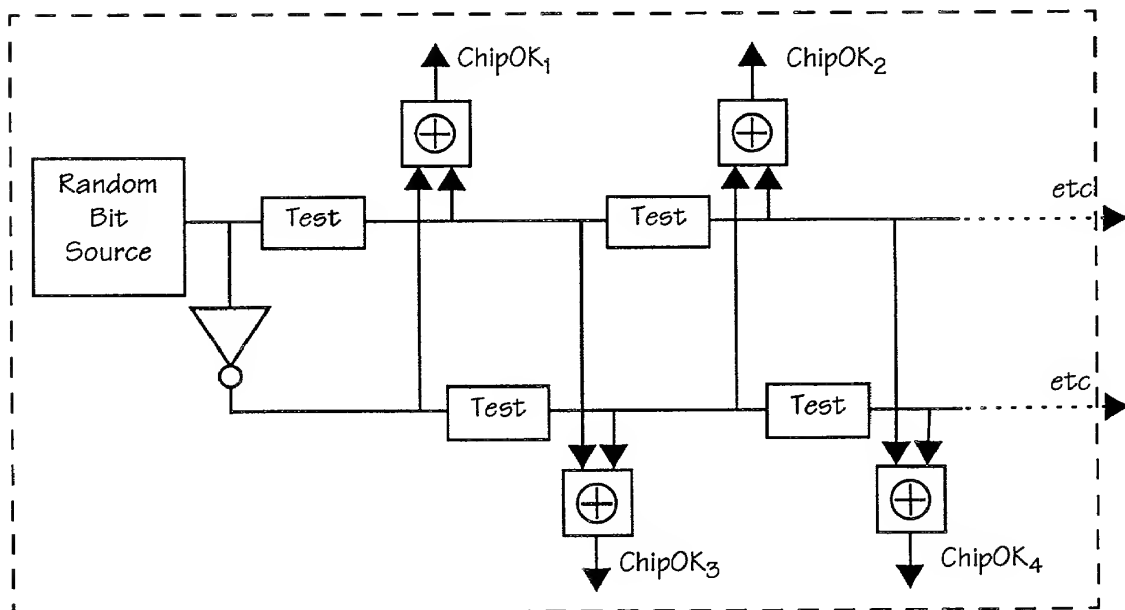 ChipOK₁
ChipOK₂
Random
Bit
Source
Test
Test
etc
Test
Test
etc
ChipOK₃
ChipOK₄